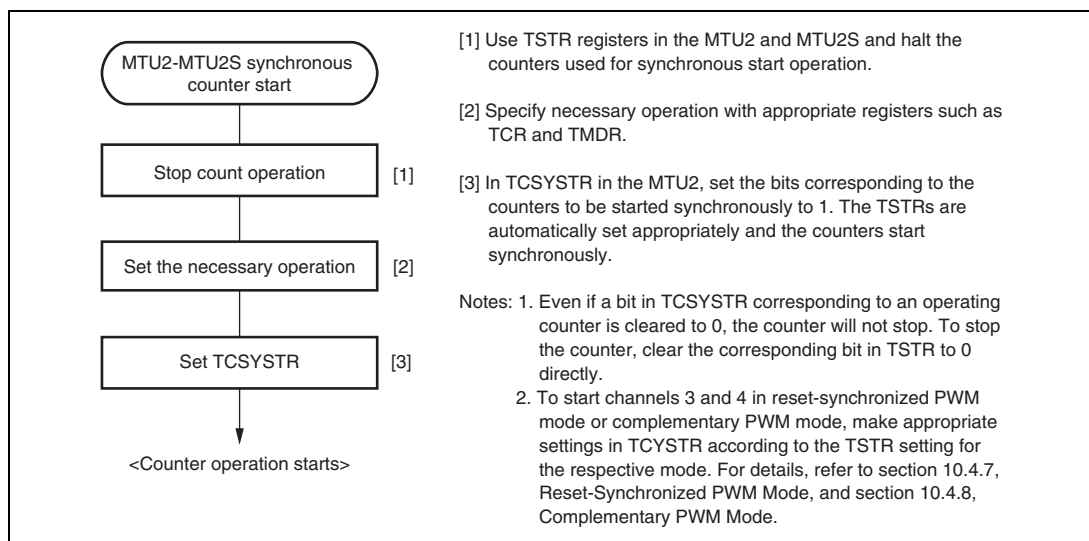 MTU2-MTU2S synchronous
counter start
Stop count operation
[1]
Set the necessary operation
[2]
Set TCSYSTR
[3]
<Counter operation starts>
[1] Use TSTR registers in the MTU2 and MTU2S and halt the
counters used for synchronous start operation.
[2] Specify necessary operation with appropriate registers such as
TCR and TMDR.
[3] In TCSYSTR in the MTU2, set the bits corresponding to the
counters to be started synchronously to 1. The TSTRs are
automatically set appropriately and the counters start
synchronously.
Notes: 1. Even if a bit in TCSYSTR corresponding to an operating
counter is cleared to 0, the counter will not stop. To stop
the counter, clear the corresponding bit in TSTR to 0
directly.
2. To start channels 3 and 4 in reset-synchronized PWM
mode or complementary PWM mode, make appropriate
settings in TCYSTR according to the TSTR setting for
the respective mode. For details, refer to section 10.4.7,
Reset-Synchronized PWM Mode, and section 10.4.8,
Complementary PWM Mode.